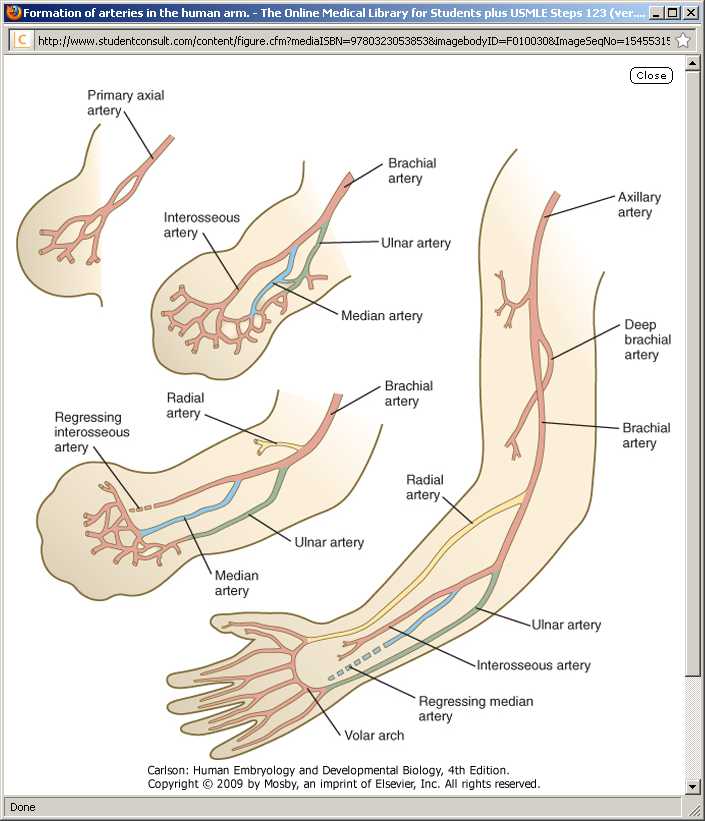 Formation of arteries in the human arm. - The Online Medical Library for Students plus USMLE Steps 123 (ver....
http://www.studentconsult.com/content/figure.cfm?mediaISBN=97803230538538&imagebodyID=F010030&ImageSeqNo=15455315
Close
Primary axial
artery
Brachial
artery
Interosseous
artery
Ulnar artery
Median artery
Axillary
artery
Deep
brachial
artery
Brachial
artery
Radial
artery
Brachial
artery
Regressing
interosseous
artery
Ulnar artery
Median
artery
Radial
artery
Ulnar artery
Interosseous artery
Regressing median
artery
Volar arch
Carlson: Human Embryology and Developmental Biology, 4th Edition.
Copyright © 2009 by Mosby, an imprint of Elsevier, Inc. All rights reserved.
Done